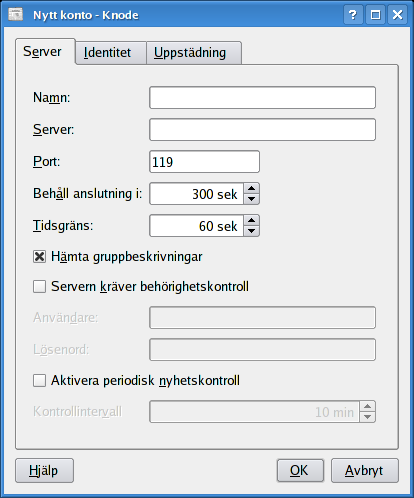 Nytt konto - Knode
Server Identitet Uppstädning
Namn:
Server:
Port: 119
Behåll anslutning i: 300 sek
Tidsgräns: 60 sek
Hämta gruppbeskrivningar
Servern kräver behörighetskontroll
Användare:
Lösenord:
Aktivera periodisk nyhetskontroll
Kontrollintervall 10 min
Hjälp OK Avbryt